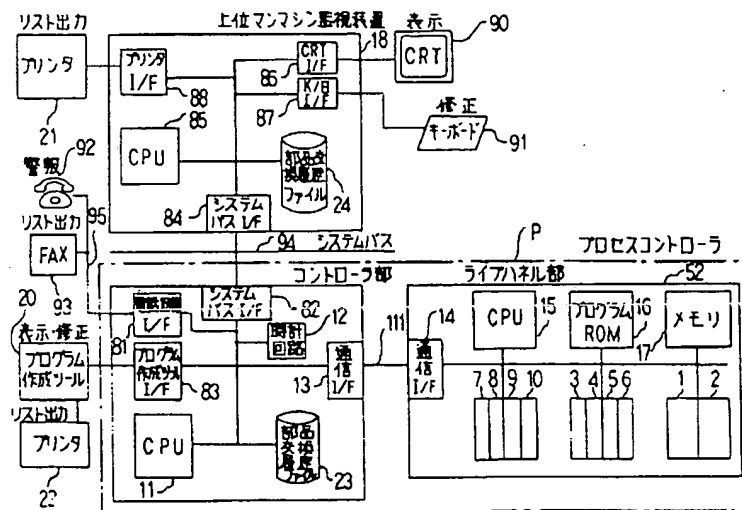 リスト出力
プリンタ
21
上位マンマシン監視装置
プリンタ
I/F
88
85
CPU
CRT
I/F
86
K/B
I/F
87
18
表示
CRT
90
修正
キーボード
91
部品交
換履歴
ファイル
24
84
システム
バス I/F
94
システムバス
92
警報
リスト出力
95
FAX
93
P
プロセスコントローラ
コントローラ部
システム
バス I/F
82
I/F
81
12
時計
回路
20
表示・修正
プログラム
作成ツール
プログラム
作成ツール
I/F
83
13
通信
I/F
111
リスト出力
プリンタ
22
CPU
11
部品
交換
履歴
ファイル
23
ライブハネル部
52
14
通信
I/F
CPU
15
プログラム
ROM
16
17
メモリ
7 8 9 10
3 4 5 6
1 2